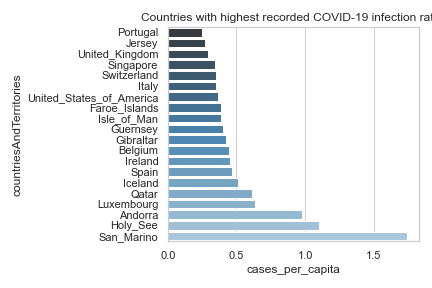 Countries with highest recorded COVID-19 infection rat
countriesAndTerritories
Portugal
Jersey
United_Kingdom
Singapore
Switzerland
Italy
United_States_of_America
Faroe_Islands
Isle_of_Man
Guernsey
Gibraltar
Belgium
Ireland
Spain
Iceland
Qatar
Luxembourg
Andorra
Holy_See
San_Marino
0.0 0.5 1.0 1.5
cases_per_capita